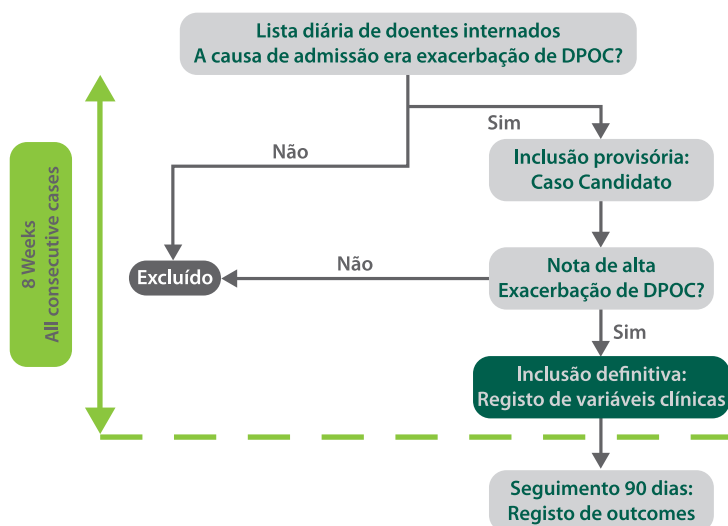 Lista diária de doentes internados
A causa de admissão era exacerbação de DPOC?
Não
Sim
Inclusão provisória:
Caso Candidato
8 Weeks
All consecutive cases
Excluído
Não
Nota de alta
Exacerbação de DPOC?
Sim
Inclusão definitiva:
Registo de variáveis clínicas
Seguimento 90 dias:
Registo de outcomes